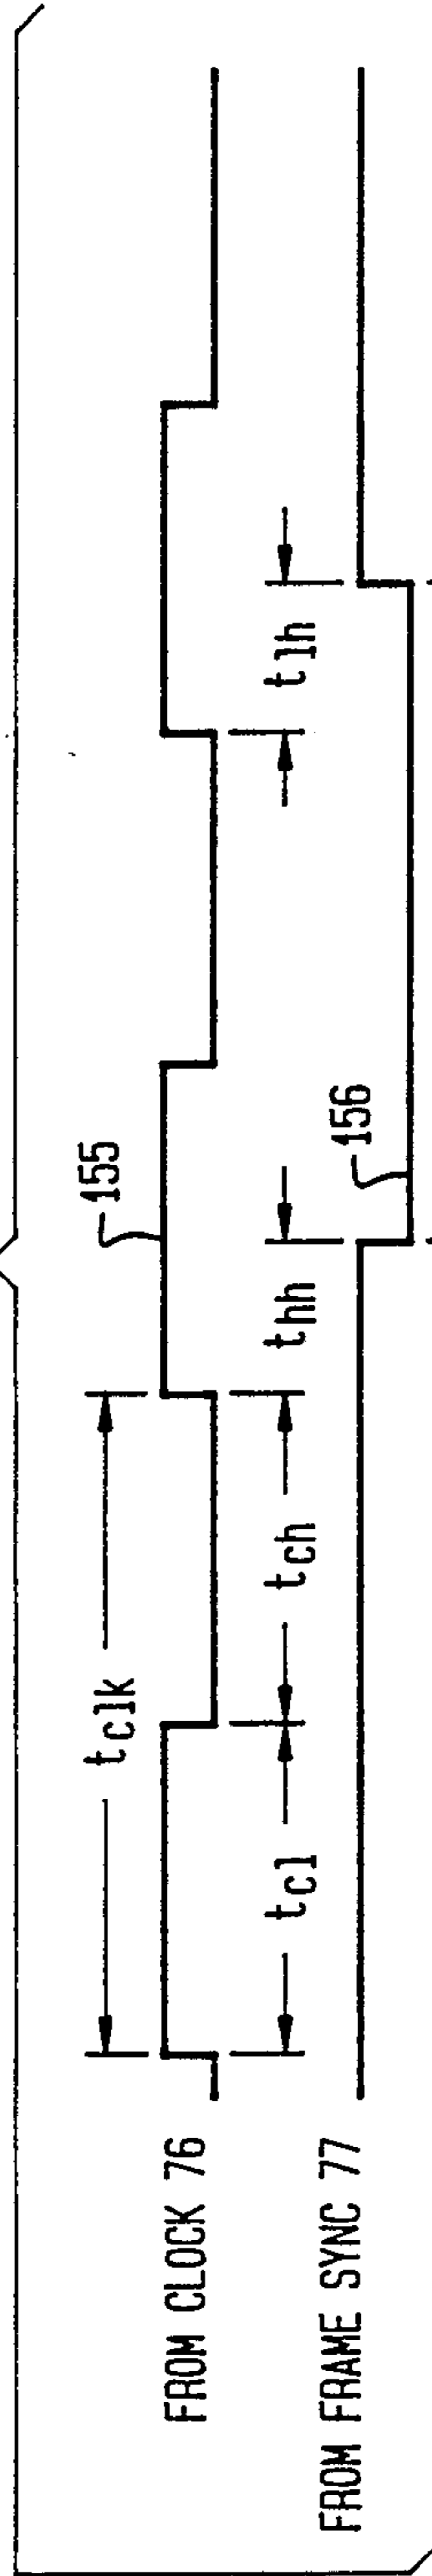 FROM CLOCK 76
FROM FRAME SYNC 77
tclk
tcl
tch
thh
tlh
155
156